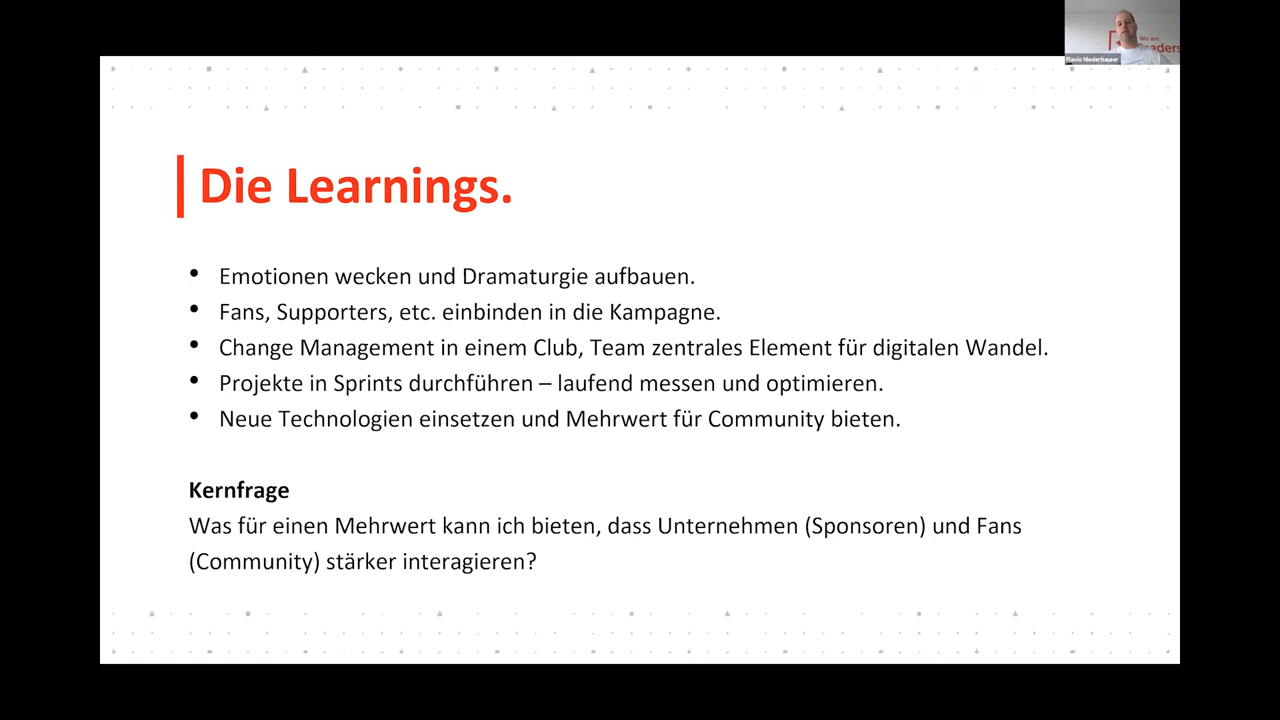 We are
Flavio Niederhauser
Die Learnings.
• Emotionen wecken und Dramaturgie aufbauen.
• Fans, Supporters, etc. einbinden in die Kampagne.
• Change Management in einem Club, Team zentrales Element für digitalen Wandel.
• Projekte in Sprints durchführen – laufend messen und optimieren.
• Neue Technologien einsetzen und Mehrwert für Community bieten.
Kernfrage
Was für einen Mehrwert kann ich bieten, dass Unternehmen (Sponsoren) und Fans
(Community) stärker interagieren?